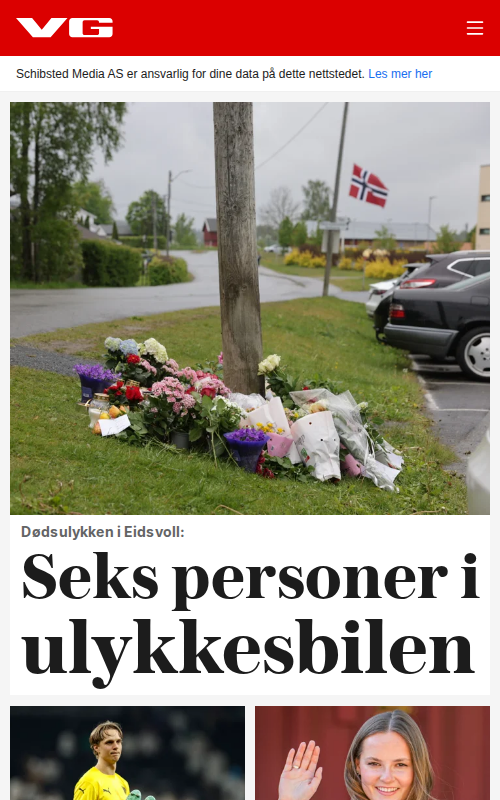 VG
Schibsted Media AS er ansvarlig for dine data på dette nettstedet. Les mer her
Dødsulykken i Eidsvoll:
Seks personer i
ulykkesbilen